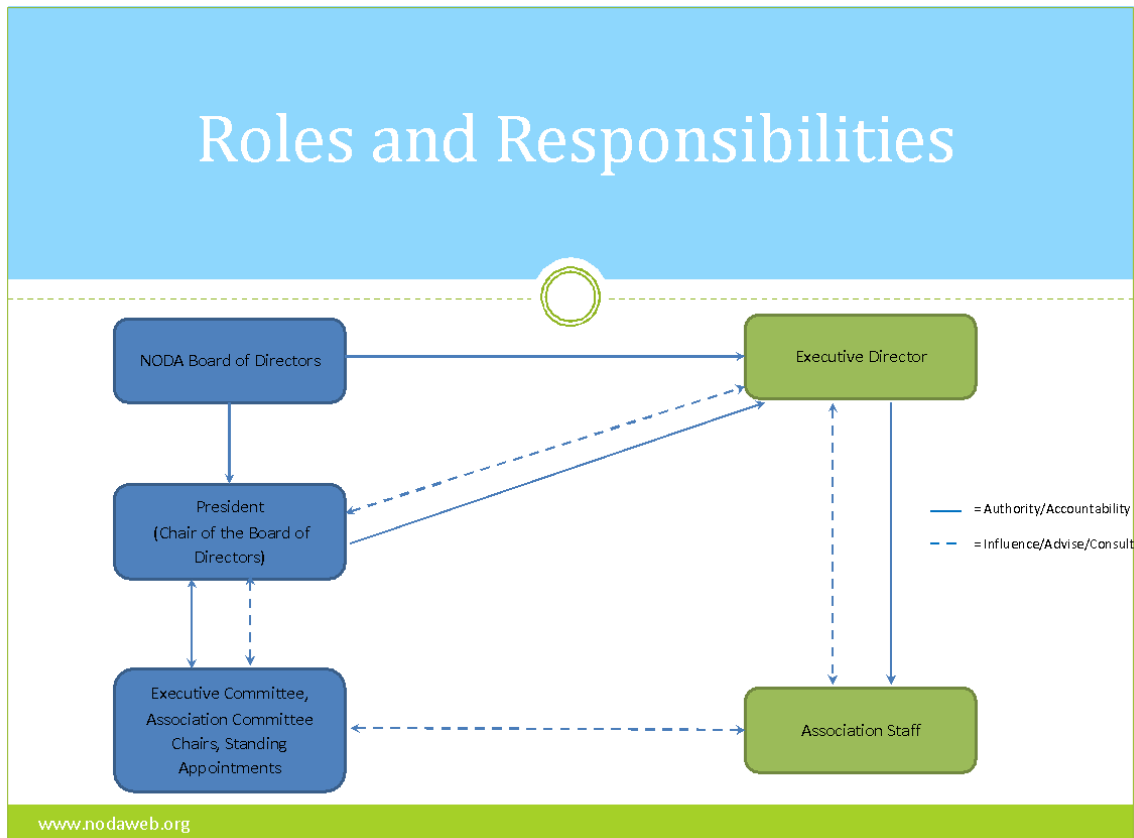 Roles and Responsibilities
NODA Board of Directors
Executive Director
President
(Chair of the Board of
Directors)
= Authority/Accountability
= Influence/Advise/Consult
Executive Committee,
Association Committee
Chairs, Standing
Appointments
Association Staff
www.nodaweb.org